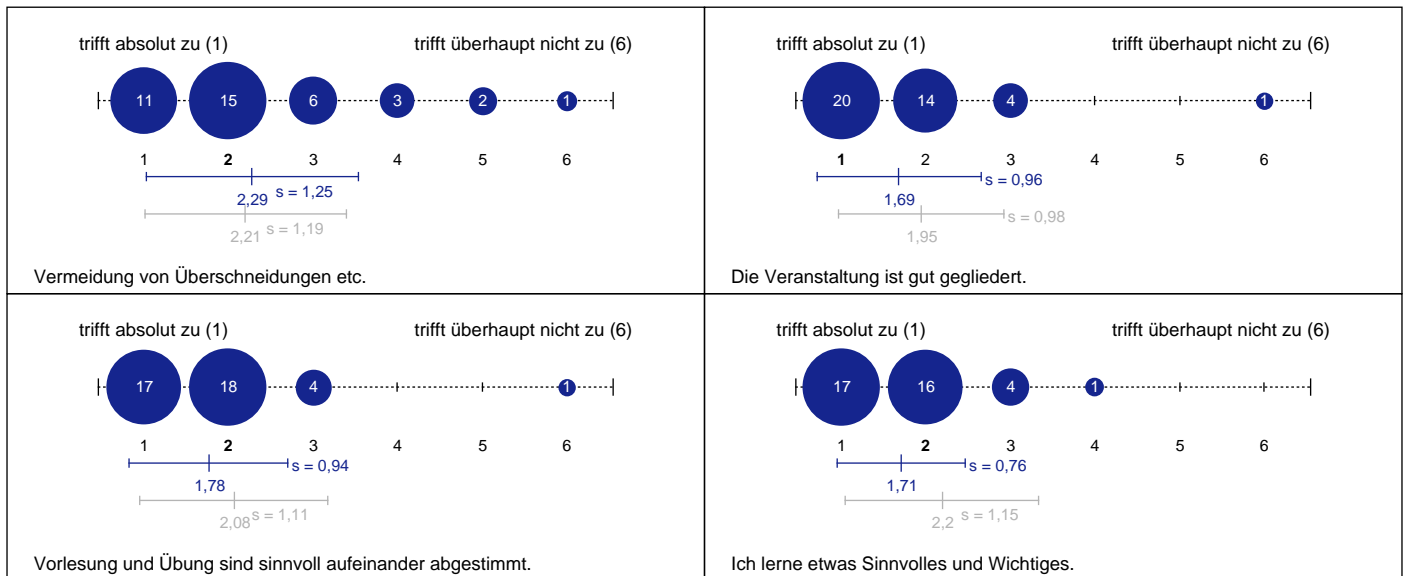 trifft absolut zu (1) trifft überhaupt nicht zu (6)
11 15 6 3 2 1
1 2 3 4 5 6
2,29 s = 1,25
2,21 s = 1,19
Vermeidung von Überschneidungen etc.
trifft absolut zu (1) trifft überhaupt nicht zu (6)
20 14 4 1
1 2 3 4 5 6
s = 0,96
1,69
s = 0,98
1,95
Die Veranstaltung ist gut gegliedert.
trifft absolut zu (1) trifft überhaupt nicht zu (6)
17 18 4 1
1 2 3 4 5 6
s = 0,94
1,78
2,08 s = 1,11
Vorlesung und Übung sind sinnvoll aufeinander abgestimmt.
trifft absolut zu (1) trifft überhaupt nicht zu (6)
17 16 4 1
1 2 3 4 5 6
s = 0,76
1,71
2,2 s = 1,15
Ich lerne etwas Sinnvolles und Wichtiges.